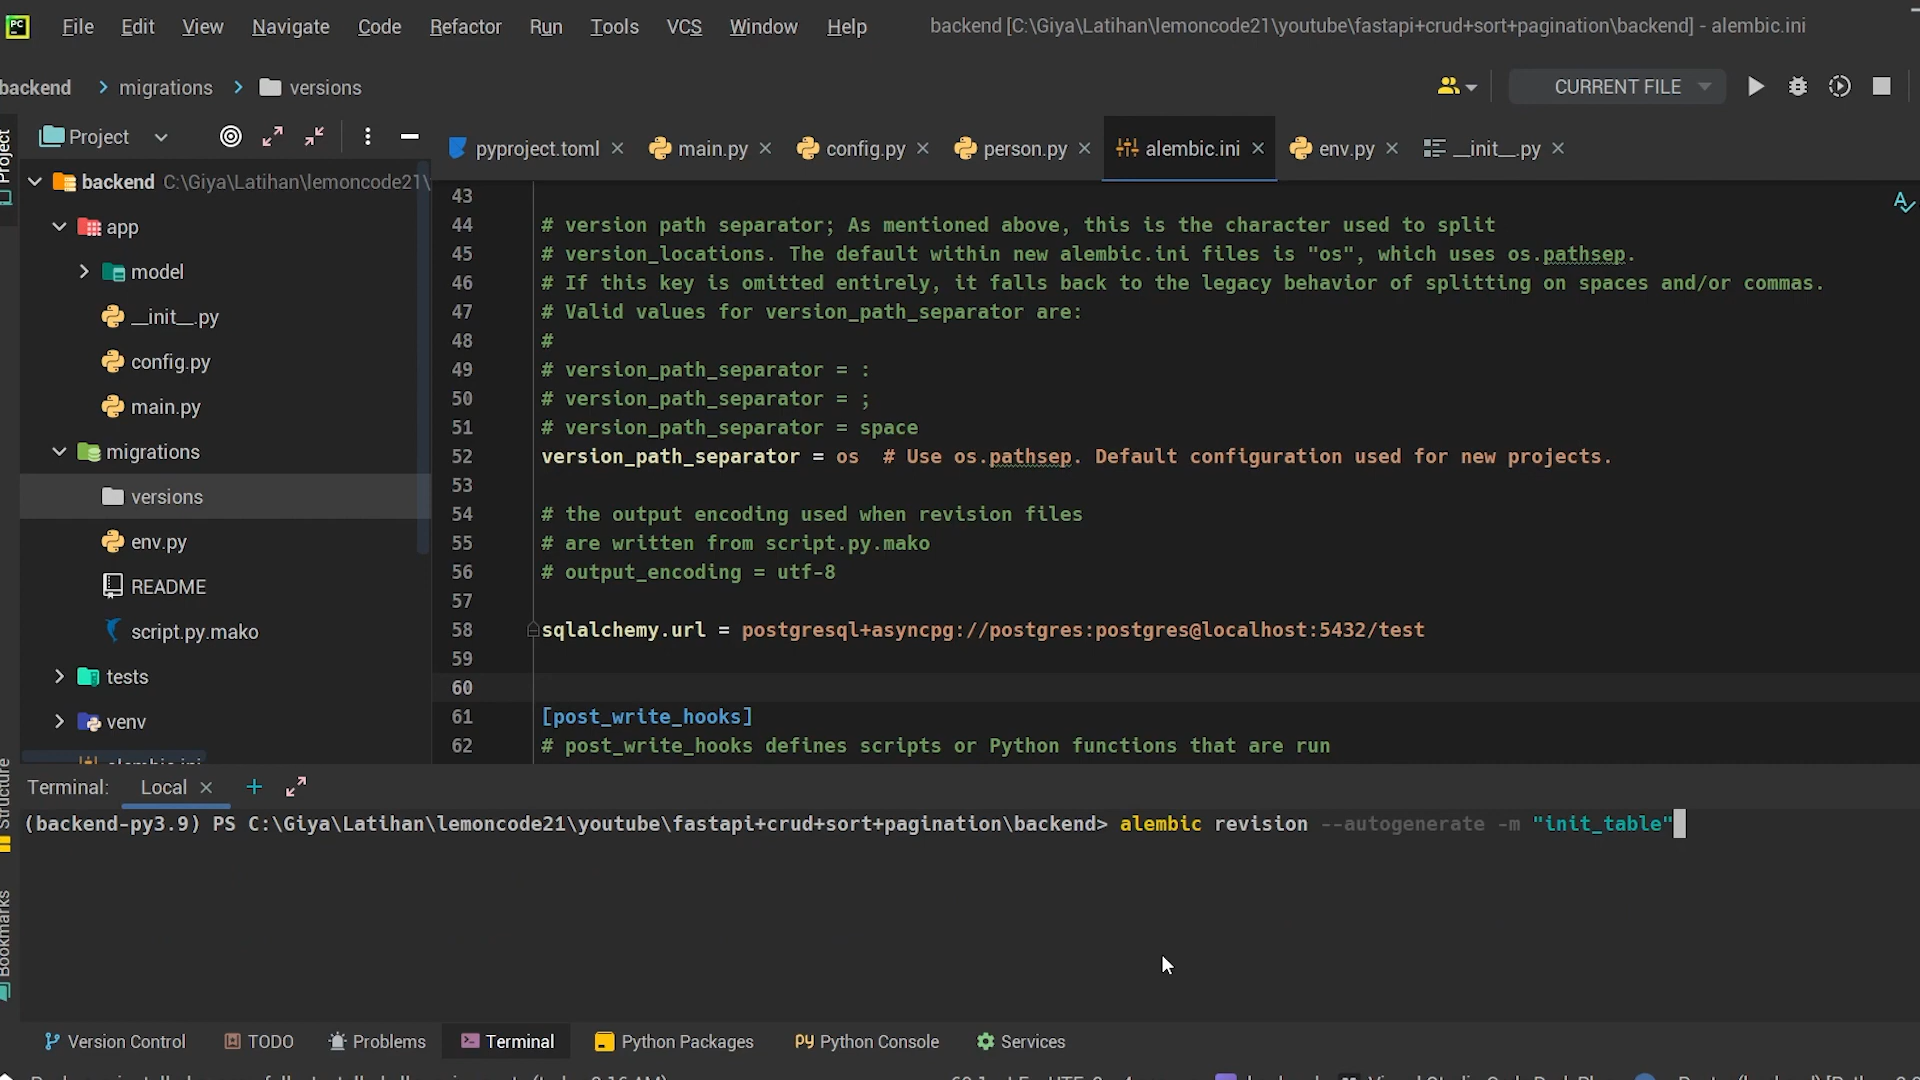 File Edit View Navigate Code Refactor Run Tools VCS Window Help backend [C:\Giya\Latihan\lemoncode21\youtube\fastapi+crud+sort+pagination\backend] - alembic.ini
backend migrations versions CURRENT FILE
Project
Project
pyproject.toml main.py config.py person.py alembic.ini env.py __init__.py
backend C:\Giya\Latihan\lemoncode21\
app
model
__init__.py
config.py
main.py
migrations
versions
env.py
README
script.py.mako
tests
venv
alembic.ini
43
44 # version path separator; As mentioned above, this is the character used to split
45 # version_locations. The default within new alembic.ini files is "os", which uses os.pathsep.
46 # If this key is omitted entirely, it falls back to the legacy behavior of splitting on spaces and/or commas.
47 # Valid values for version_path_separator are:
48 #
49 # version_path_separator = :
50 # version_path_separator = ;
51 # version_path_separator = space
52 version_path_separator = os # Use os.pathsep. Default configuration used for new projects.
53
54 # the output encoding used when revision files
55 # are written from script.py.mako
56 # output_encoding = utf-8
57
58 sqlalchemy.url = postgresql+asyncpg://postgres:postgres@localhost:5432/test
59
60
61 [post_write_hooks]
62 # post_write_hooks defines scripts or Python functions that are run
Structure
Bookmarks
Terminal: Local
(backend-py3.9) PS C:\Giya\Latihan\lemoncode21\youtube\fastapi+crud+sort+pagination\backend> alembic revision --autogenerate -m "init_table"
Version Control TODO Problems Terminal Python Packages Python Console Services